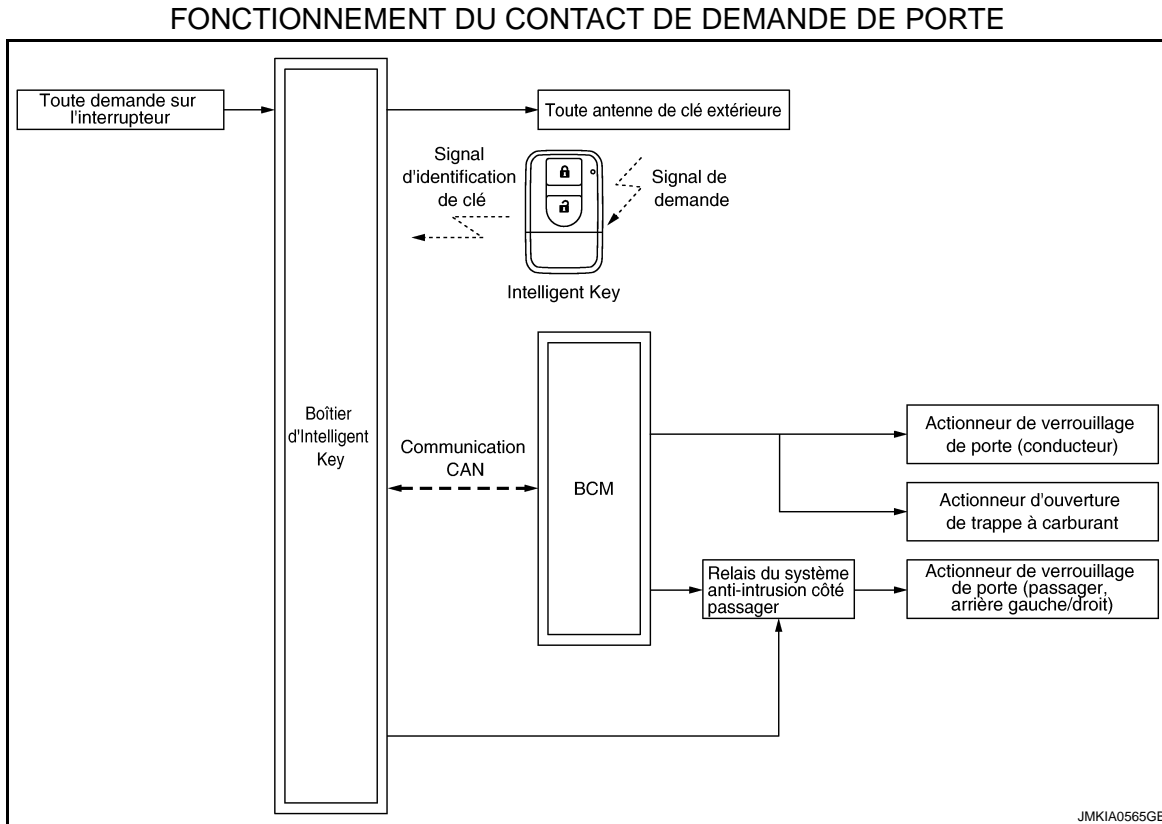 FONCTIONNEMENT DU CONTACT DE DEMANDE DE PORTE
Toute demande sur
l'interrupteur
Toute antenne de clé extérieure
Signal
d'identification
de clé
Signal de
demande
Intelligent Key
Boîtier
d'Intelligent
Key
Communication
CAN
BCM
Actionneur de verrouillage
de porte (conducteur)
Actionneur d'ouverture
de trappe à carburant
Relais du système
anti-intrusion côté
passager
Actionneur de verrouillage
de porte (passager,
arrière gauche/droit)
JMKIA0565GB